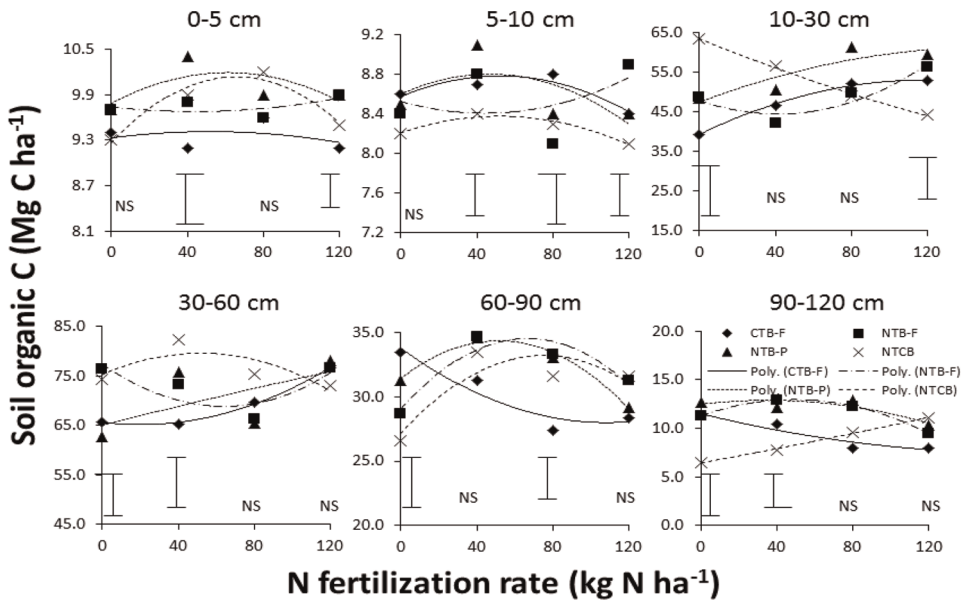 0-5 cm
5-10 cm
10-30 cm
10.5
9.9
9.3
8.7
8.1
NS
NS
0
40
80
120
9.2
8.8
8.4
8.0
7.6
7.2
NS
0
40
80
120
65.0
55.0
45.0
35.0
25.0
15.0
NS
NS
0
40
80
120
Soil organic C (Mg C ha-1)
30-60 cm
60-90 cm
90-120 cm
85.0
75.0
65.0
55.0
45.0
NS
NS
0
40
80
120
35.0
31.0
26.0
25.0
20.0
NS
NS
0
40
80
120
20.0
15.0
10.0
5.0
0.0
CTB-F
NTB-F
NTB-P
NTCB
Poly. (CTB-F)
Poly. (NTB-F)
Poly. (NTB-P)
Poly. (NTCB)
NS
NS
0
40
80
120
N fertilization rate (kg N ha-1)